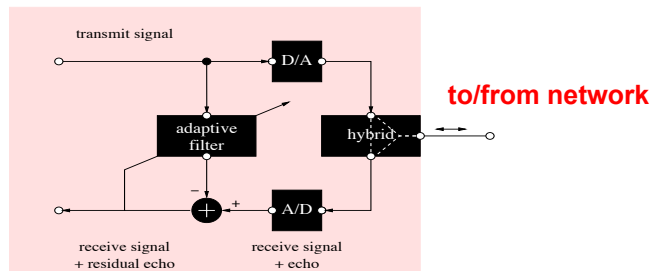 transmit signal
D/A
to/from network
adaptive
filter
hybrid
−
+
+
A/D
receive signal
+ residual echo
receive signal
+ echo